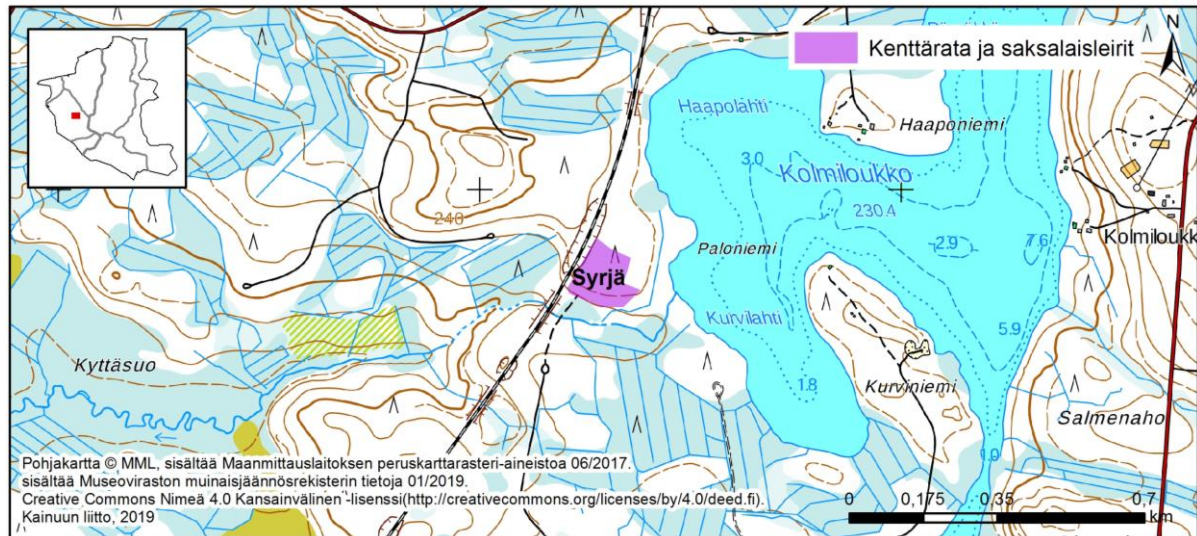 N
Kenttärata ja saksalaisleirit
Haapolahti
Haaponiemi
3.0
Kolmiloukko
240
230.4
2.9
7.6
Kolmiloukk
Paloniemi
Syrjä
Kurvilahti
5.9
Kyttäsuo
1.8
Kurviniemi
Salmenaho
1.0
Pohjakartta © MML, sisältää Maanmittauslaitoksen peruskarttarasteri-aineistoa 06/2017.
sisältää Museoviraston muinaisjäännösrekisterin tietoja 01/2019.
Creative Commons Nimeä 4.0 Kansainvälinen -lisenssi(http://creativecommons.org/licenses/by/4.0/deed.fi).
Kainuun liitto, 2019
0 0,175 0,35 0,7
km